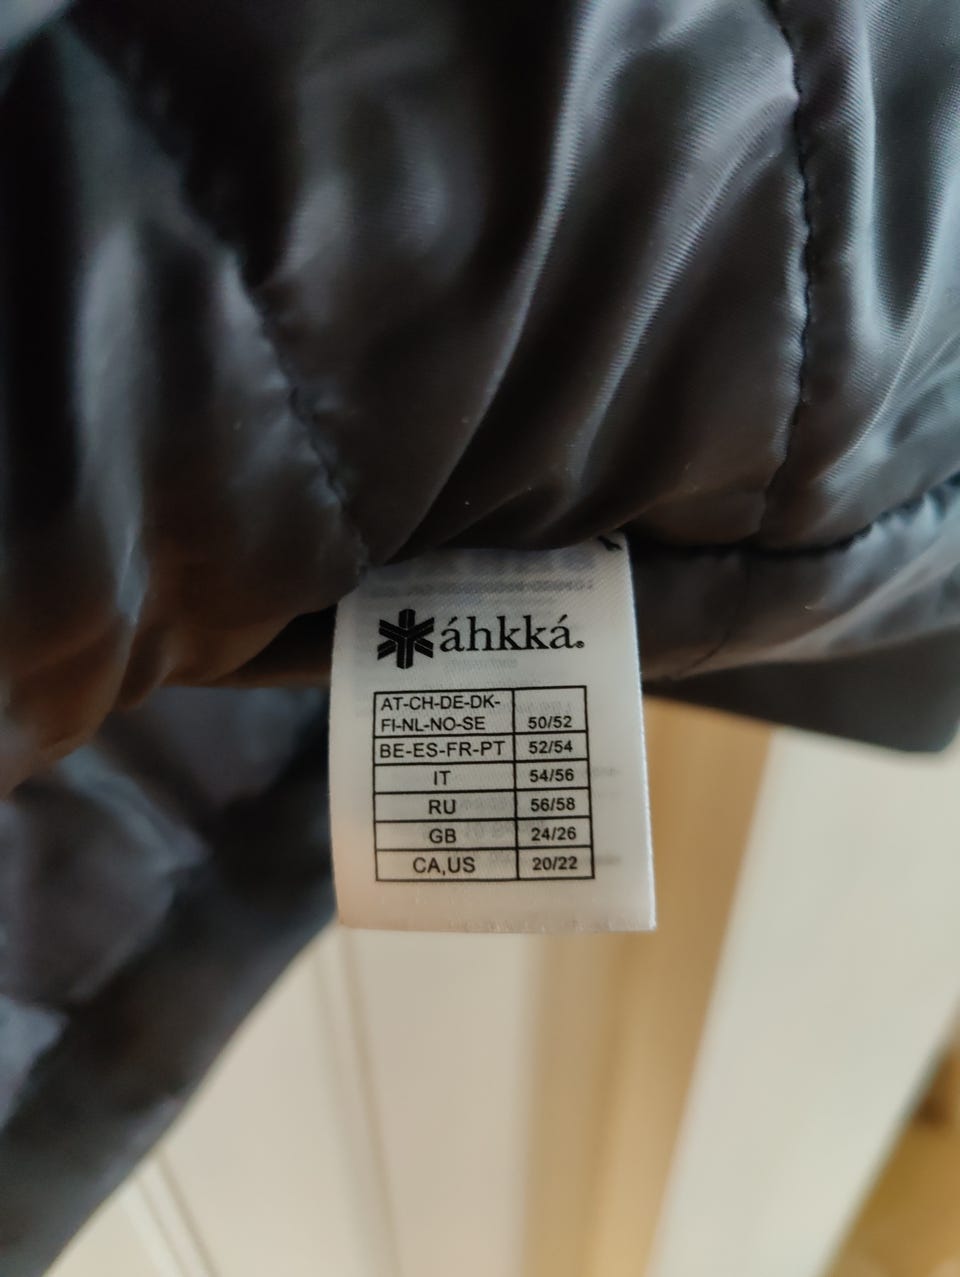 áhkká.
AT-CH-DE-DK-
FI-NL-NO-SE 50/52
BE-ES-FR-PT 52/54
IT 54/56
RU 56/58
GB 24/26
CA,US 20/22